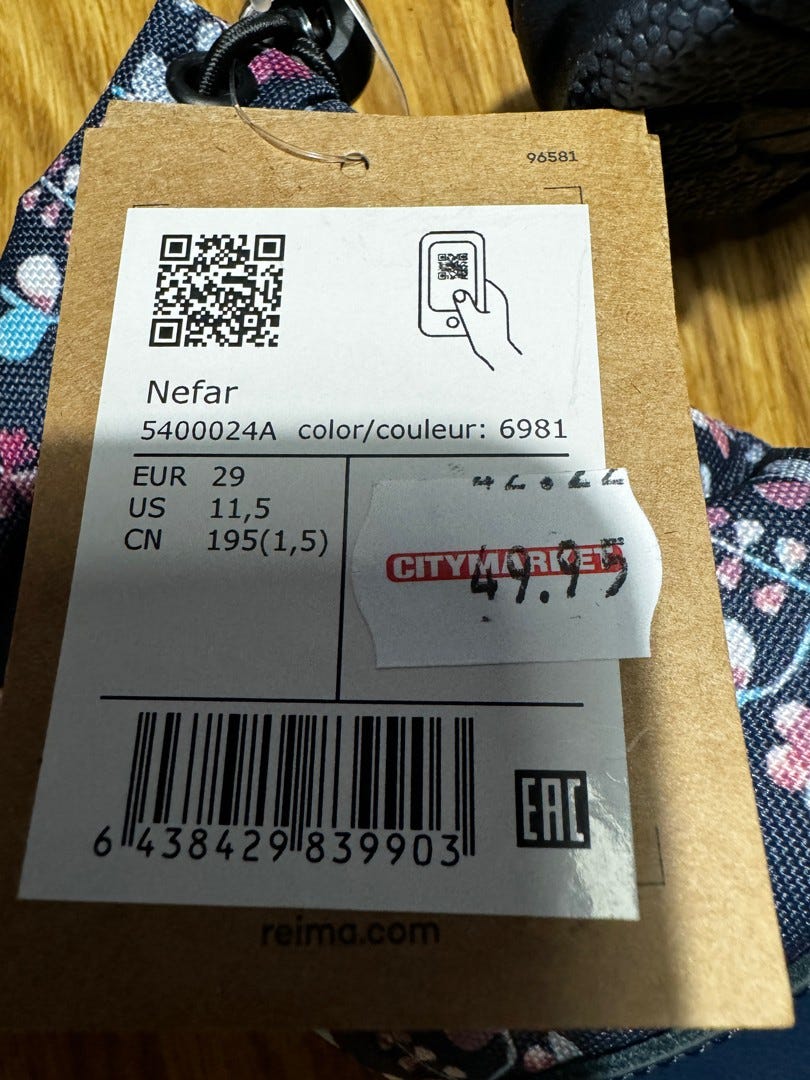 96581
Nefar
5400024A color/couleur: 6981
EUR 29
US 11,5
CN 195(1,5)
CITYMARKET
49.95
6 438429 839903
EAC
reima.com